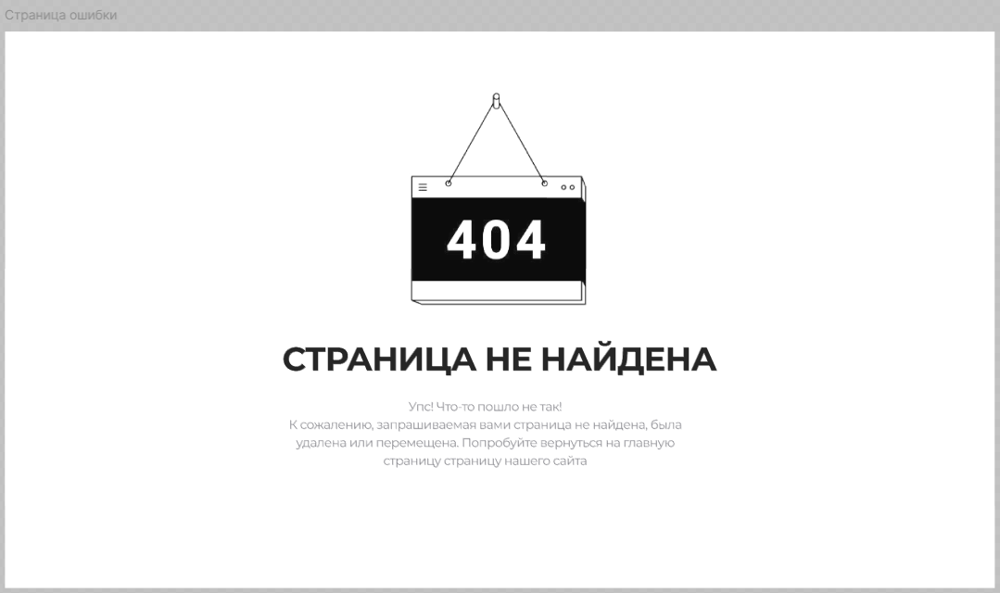 Страница ошибки
404
СТРАНИЦА НЕ НАЙДЕНА
Упс! Что-то пошло не так!
К сожалению, запрашиваемая вами страница не найдена, была
удалена или перемещена. Попробуйте вернуться на главную
страницу страницу нашего сайта